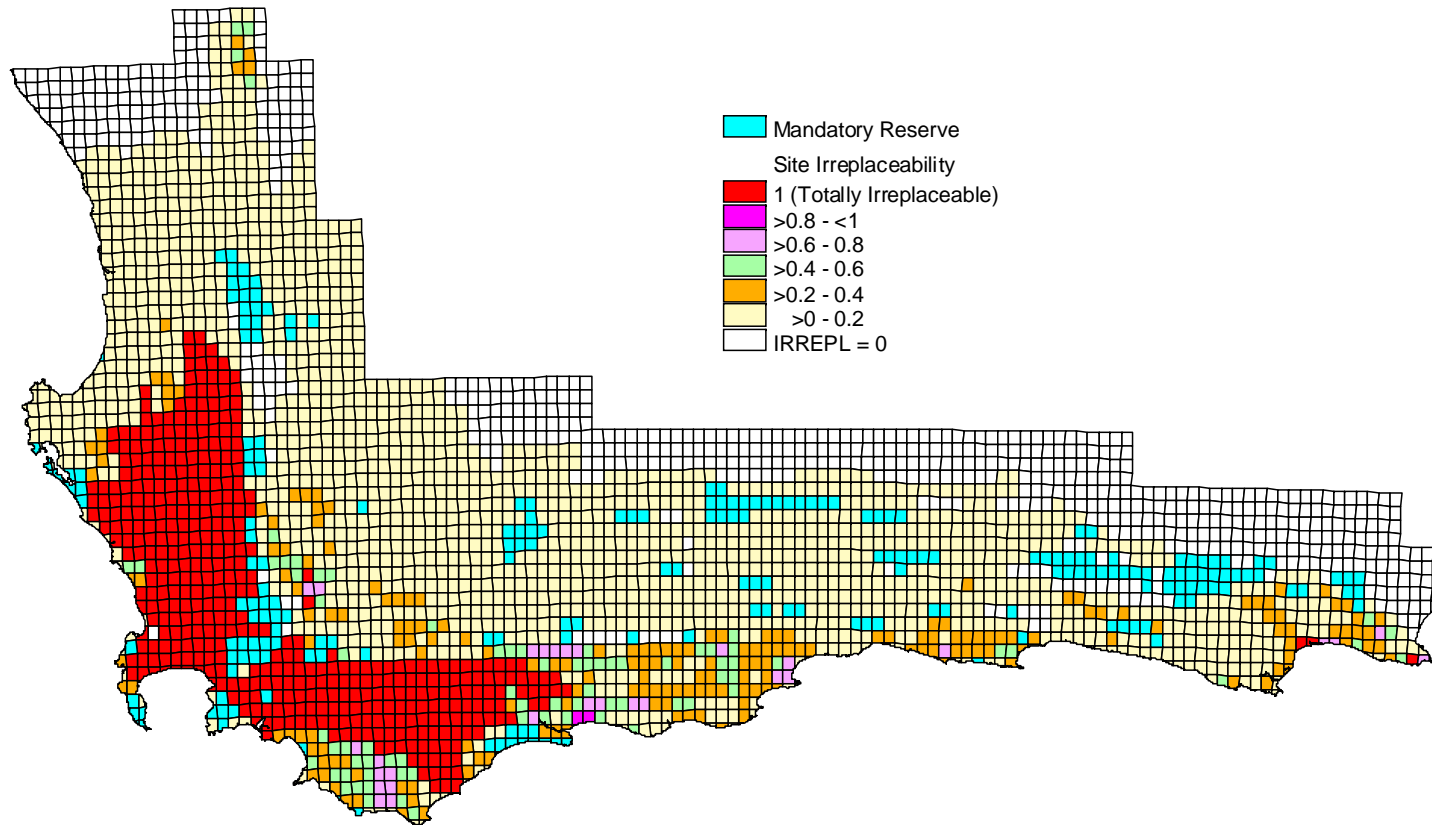 Mandatory Reserve
Site Irreplaceability
1 (Totally Irreplaceable)
>0.8 - <1
>0.6 - 0.8
>0.4 - 0.6
>0.2 - 0.4
>0 - 0.2
IRREPL = 0